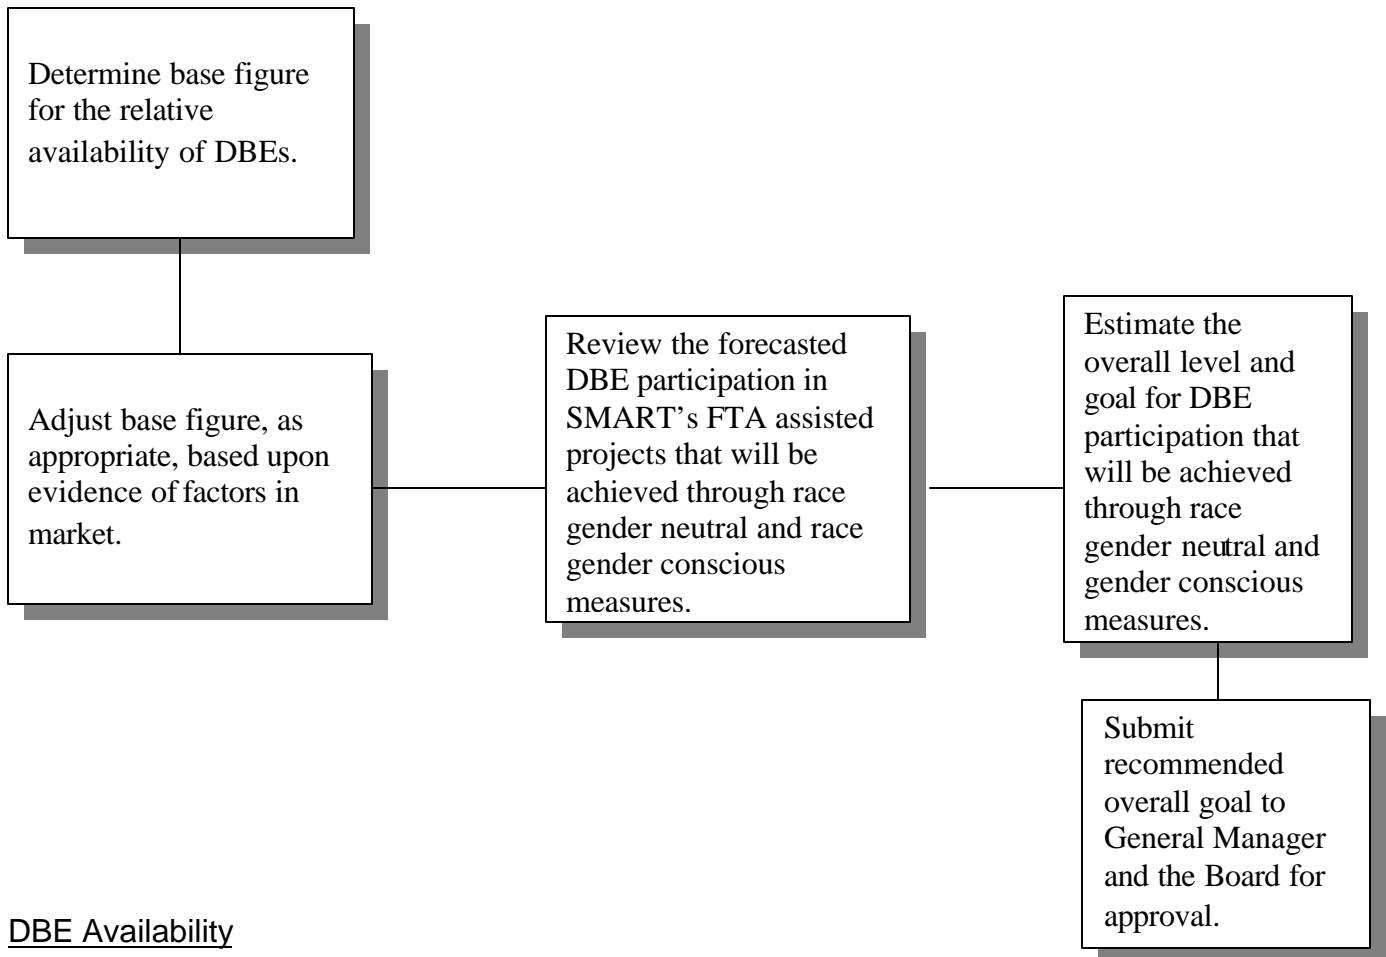 Determine base figure
for the relative
availability of DBEs.
Adjust base figure, as
appropriate, based upon
evidence of factors in
market.
Review the forecasted
DBE participation in
SMART’s FTA assisted
projects that will be
achieved through race
gender neutral and race
gender conscious
measures.
Estimate the
overall level and
goal for DBE
participation that
will be achieved
through race
gender neutral and
gender conscious
measures.
Submit
recommended
overall goal to
General Manager
and the Board for
approval.
DBE Availability